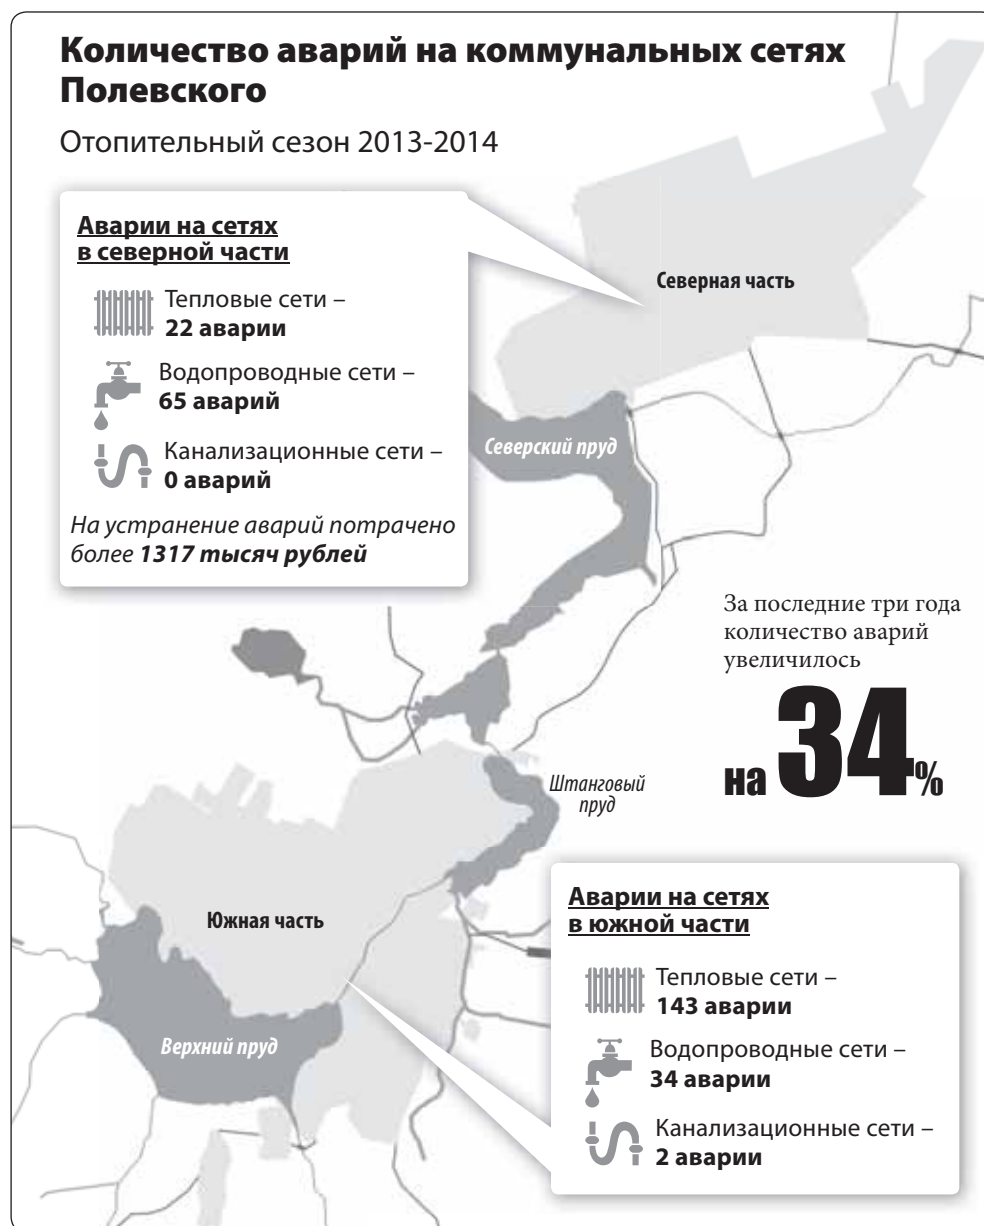 Количество аварий на коммунальных сетях
Полевского
Отопительный сезон 2013-2014
Аварии на сетях
в северной части
Тепловые сети –
22 аварии
Водопроводные сети –
65 аварий
Канализационные сети –
0 аварий
На устранение аварий потрачено
более 1317 тысяч рублей
Северная часть
Северский пруд
За последние три года
количество аварий
увеличилось
на 34%
Штанговый
пруд
Южная часть
Верхний пруд
Аварии на сетях
в южной части
Тепловые сети –
143 аварии
Водопроводные сети –
34 аварии
Канализационные сети –
2 аварии